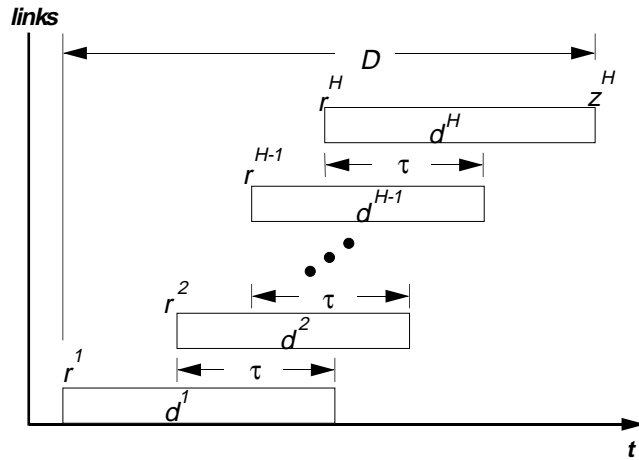 links
D
r^H
z^H
d^H
r^{H-1}
τ
d^{H-1}
r^2
τ
d^2
r^1
τ
d^1
t